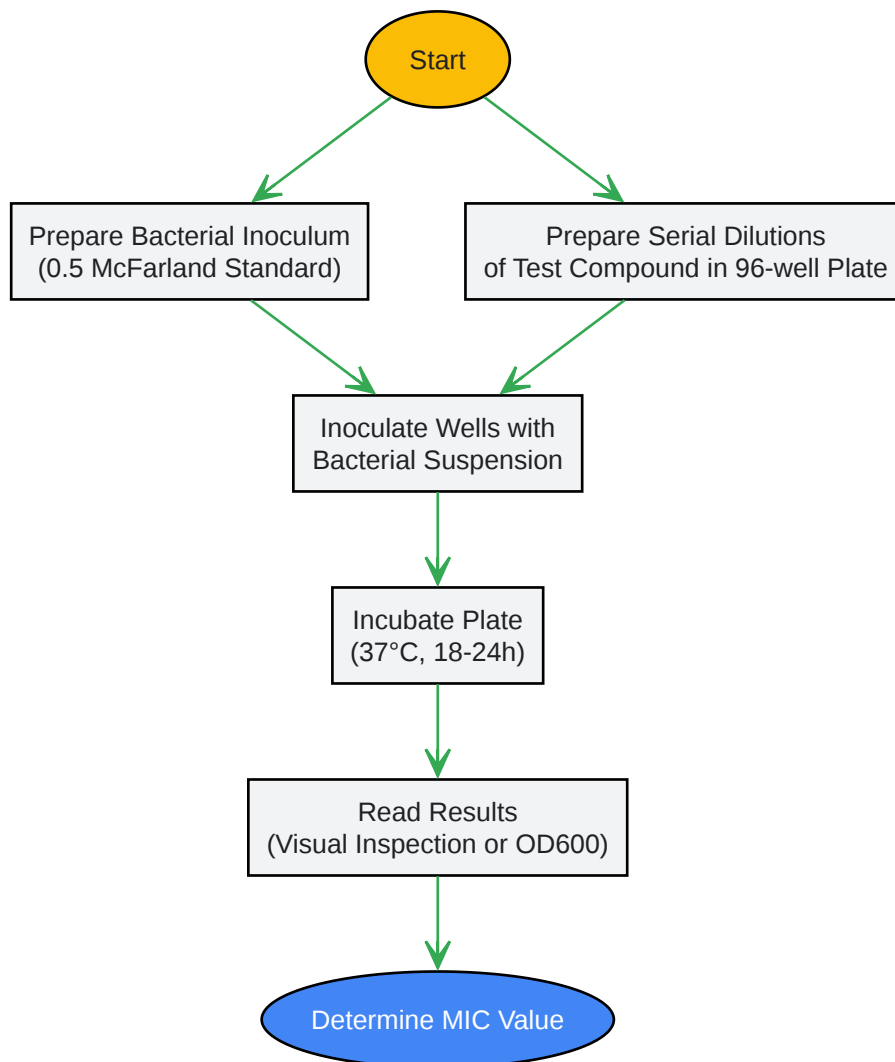 Start
Prepare Bacterial Inoculum
(0.5 McFarland Standard)
Prepare Serial Dilutions
of Test Compound in 96-well Plate
Inoculate Wells with
Bacterial Suspension
Incubate Plate
(37°C, 18-24h)
Read Results
(Visual Inspection or OD600)
Determine MIC Value